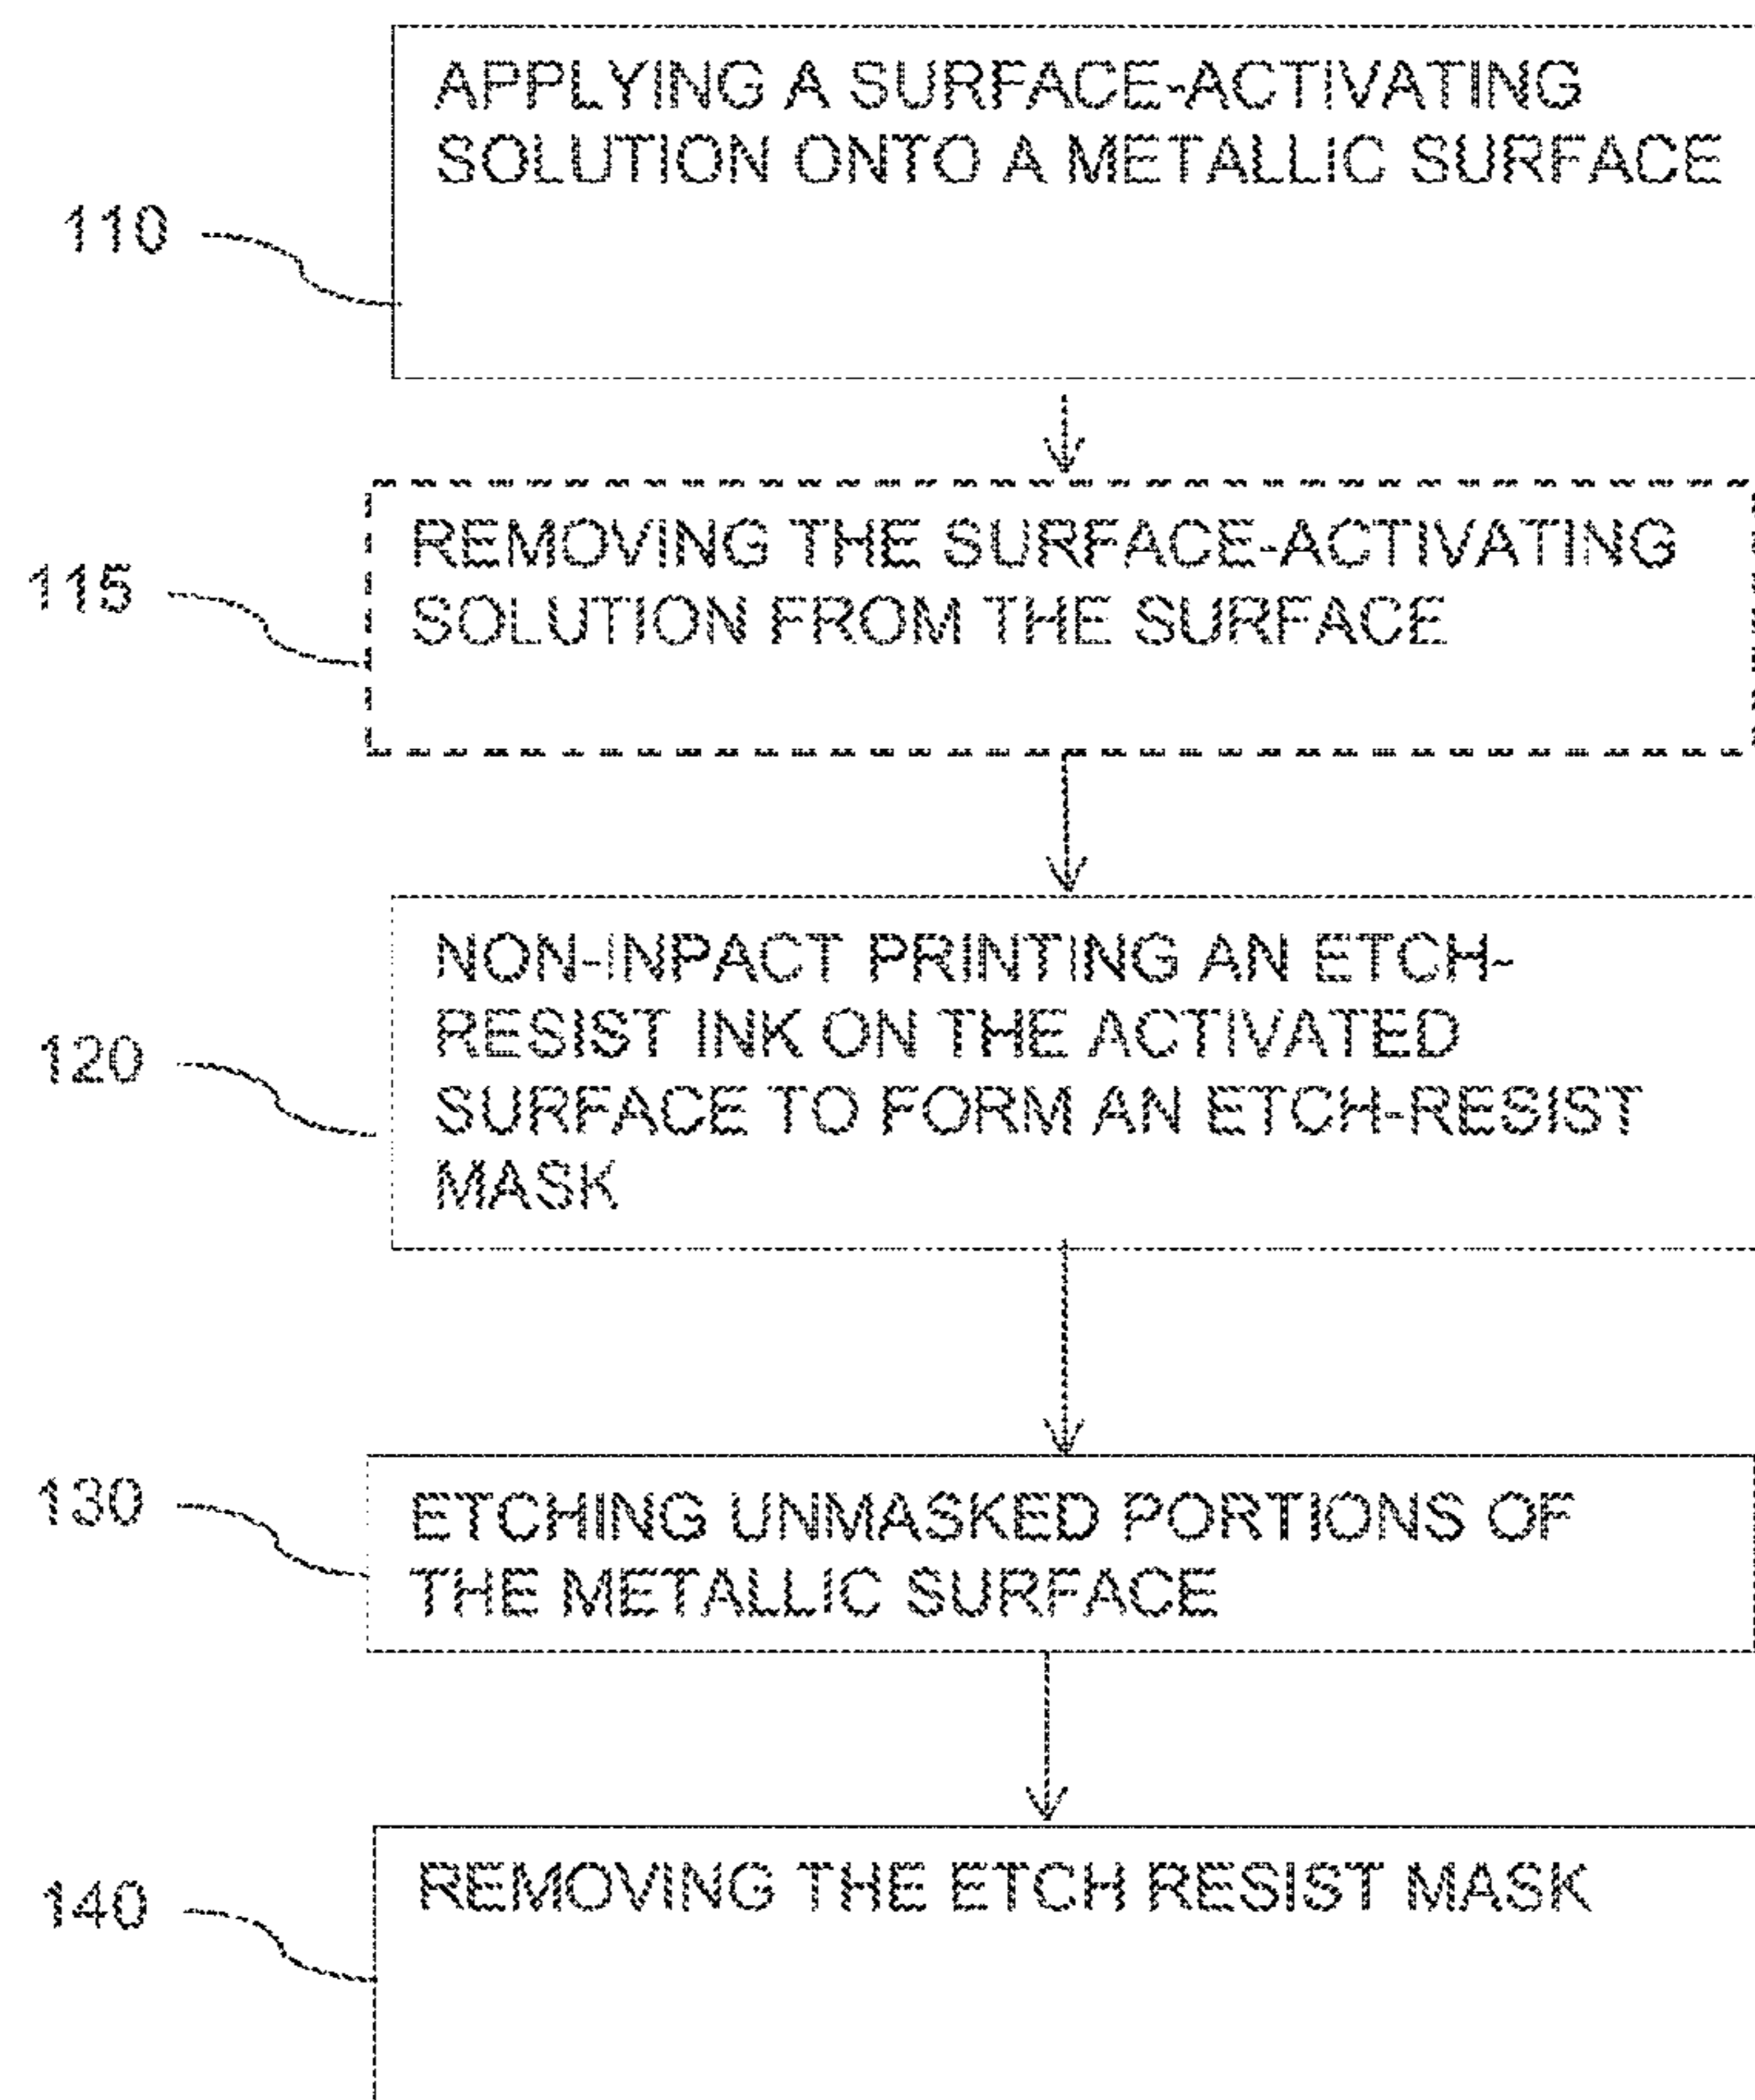 APPLYING A SURFACE-ACTIVATING
SOLUTION ONTO A METALLIC SURFACE
110
REMOVING THE SURFACE-ACTIVATING
SOLUTION FROM THE SURFACE
115
NON-INPACT PRINTING AN ETCH-
RESIST INK ON THE ACTIVATED
SURFACE TO FORM AN ETCH-RESIST
MASK
120
ETCHING UNMASKED PORTIONS OF
THE METALLIC SURFACE
130
REMOVING THE ETCH RESIST MASK
140